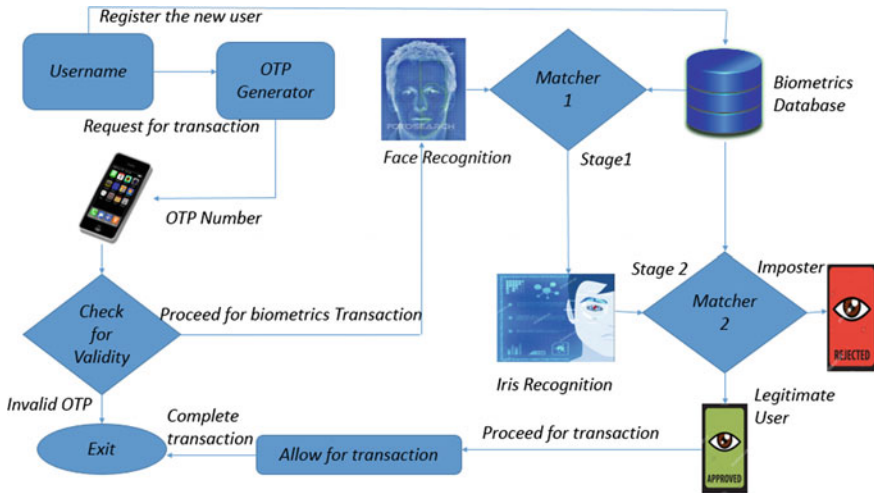 Register the new user
Username
OTP
Generator
Request for transaction
OTP Number
Check
for
Validity
Proceed for biometrics Transaction
Invalid OTP
Exit
Complete
transaction
Allow for transaction
Proceed for transaction
FOTOSEARCH
Face Recognition
Matcher
1
Biometrics
Database
Stage1
Iris Recognition
Stage 2
Matcher
2
Imposter
REJECTED
Legitimate
User
APPROVED